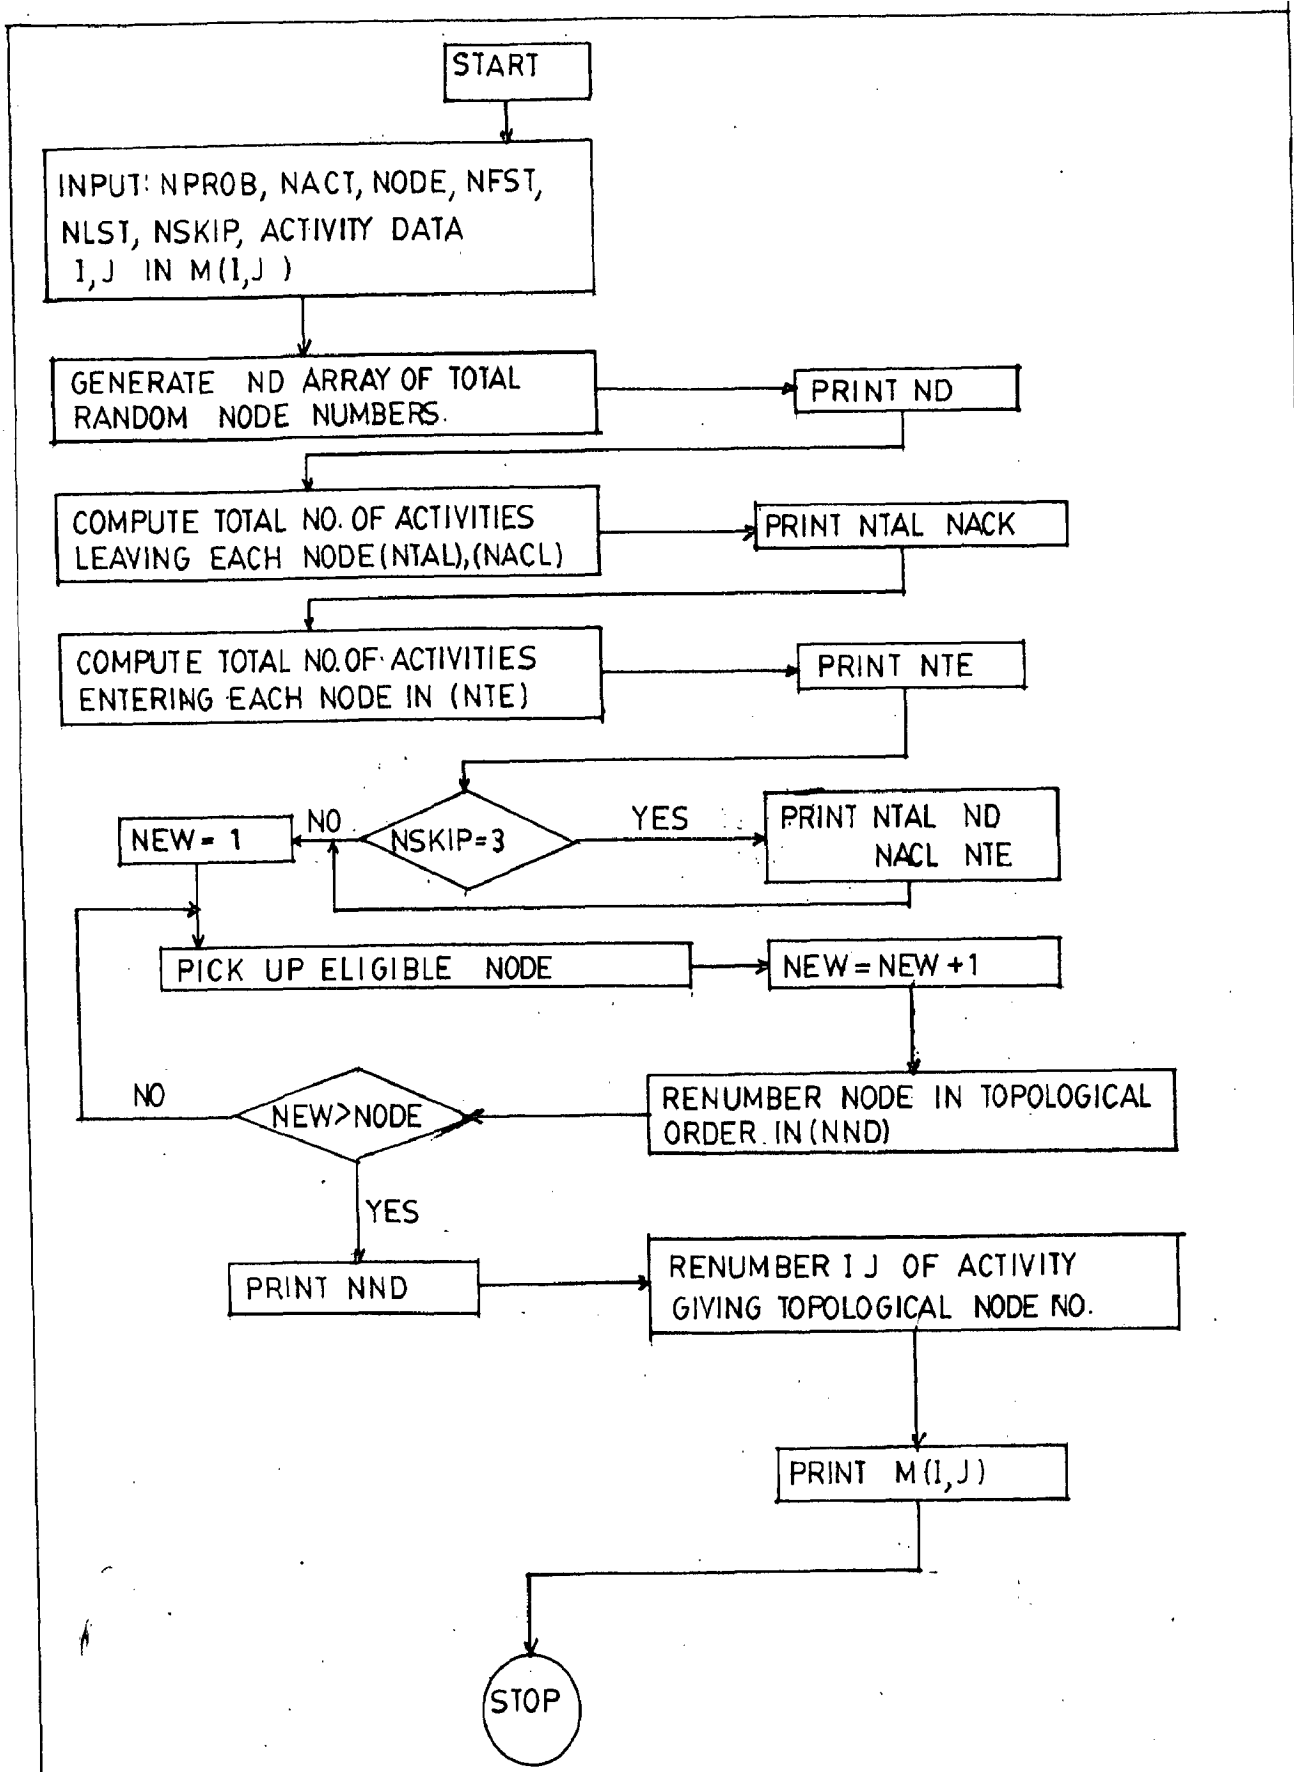 START
INPUT: NPROB, NACT, NODE, NFST,
NLST, NSKIP, ACTIVITY DATA
I,J IN M(I,J)
GENERATE ND ARRAY OF TOTAL
RANDOM NODE NUMBERS.
PRINT ND
COMPUTE TOTAL NO. OF ACTIVITIES
LEAVING EACH NODE(NTAL),(NACL)
PRINT NTAL NACK
COMPUTE TOTAL NO.OF ACTIVITIES
ENTERING EACH NODE IN (NTE)
PRINT NTE
NSKIP=3
YES
PRINT NTAL ND
NACL NTE
NO
NEW = 1
PICK UP ELIGIBLE NODE
NEW = NEW +1
RENUMBER NODE IN TOPOLOGICAL
ORDER. IN (NND)
NEW>NODE
NO
YES
PRINT NND
RENUMBER I J OF ACTIVITY
GIVING TOPOLOGICAL NODE NO.
PRINT M(I,J)
STOP